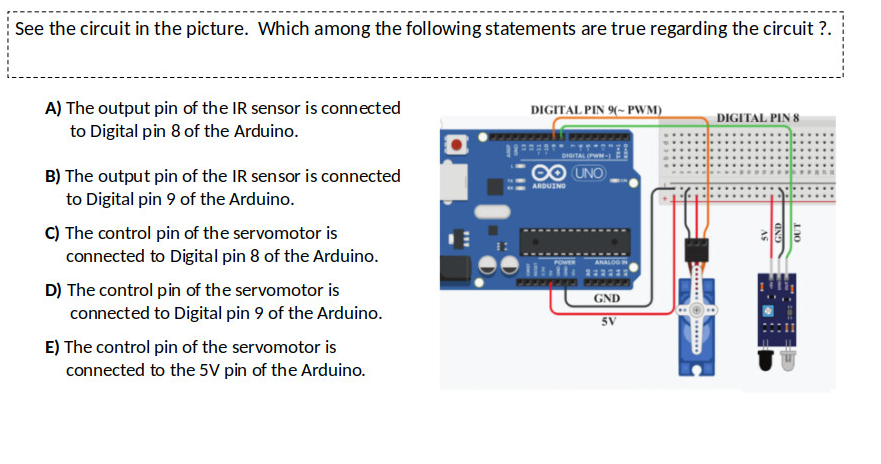 See the circuit in the picture.  Which among the following statements are true regarding the circuit ?.
A) The output pin of the IR sensor is connected
to Digital pin 8 of the Arduino.
B) The output pin of the IR sensor is connected
to Digital pin 9 of the Arduino.
C) The control pin of the servomotor is
connected to Digital pin 8 of the Arduino.
D) The control pin of the servomotor is
connected to Digital pin 9 of the Arduino.
E) The control pin of the servomotor is
connected to the 5V pin of the Arduino.
DIGITAL PIN 9(~ PWM)
DIGITAL PIN 8
DIGITAL (PWM~)
UNO
ARDUINO
POWER
ANALOG IN
GND
5V
5V
GND
OUT